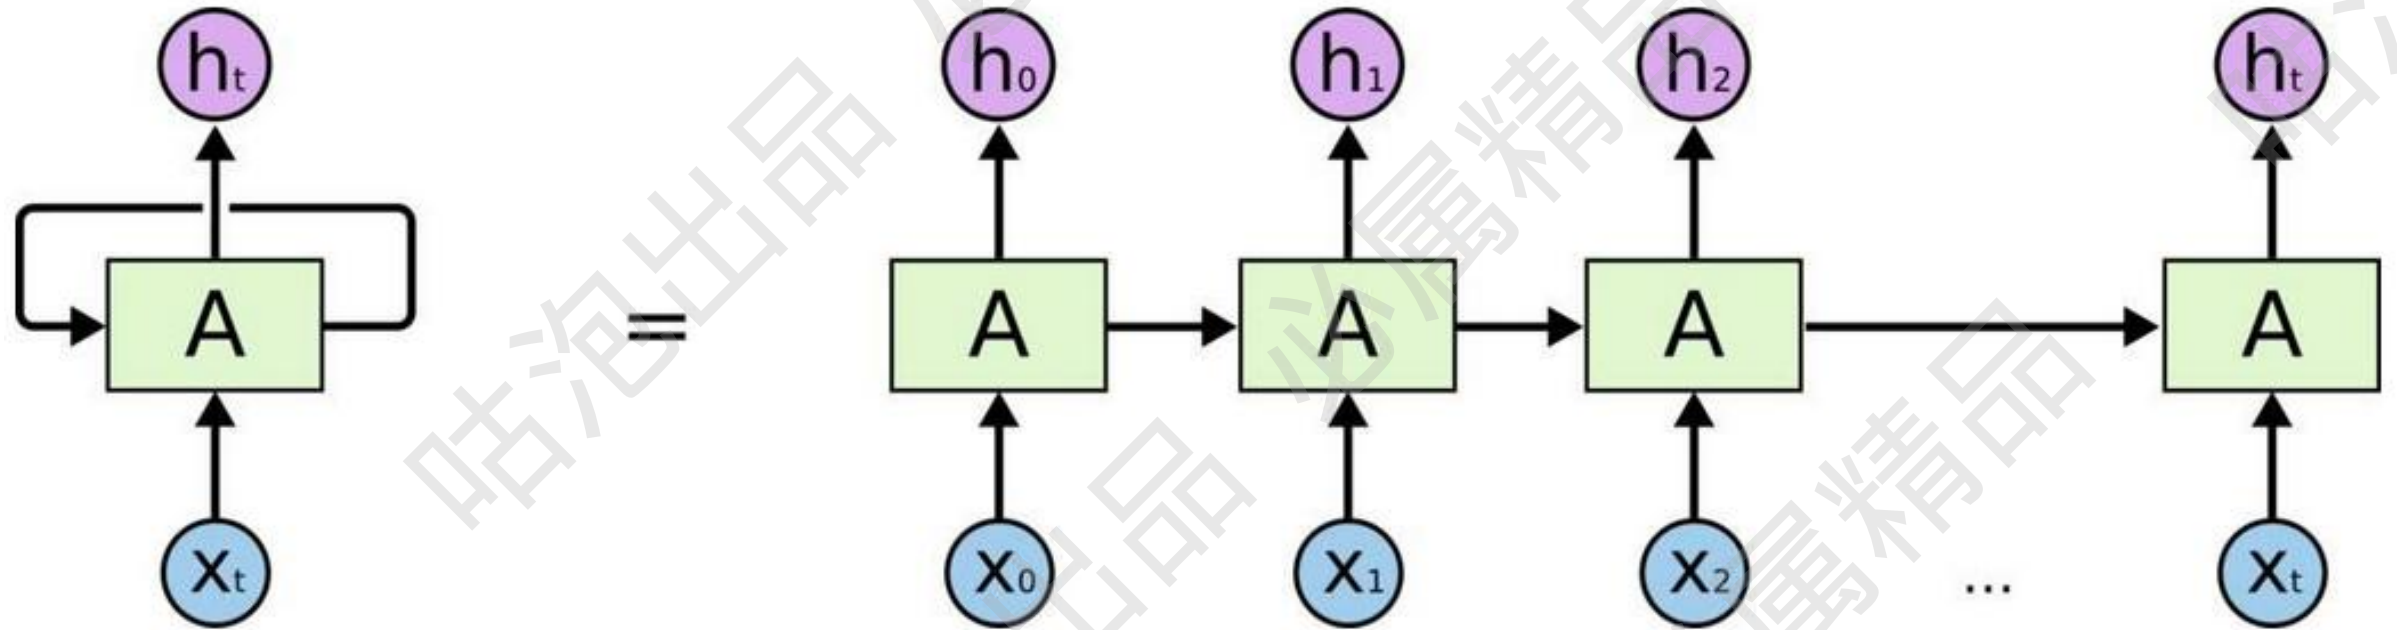 ht h0 h1 h2 ht
A = A A A A
xt x0 x1 x2 ... xt
咕泡出品 必属精品